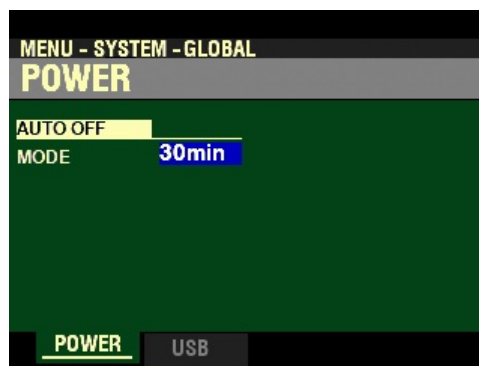 MENU - SYSTEM - GLOBAL
POWER
AUTO OFF
MODE 30min
POWER USB